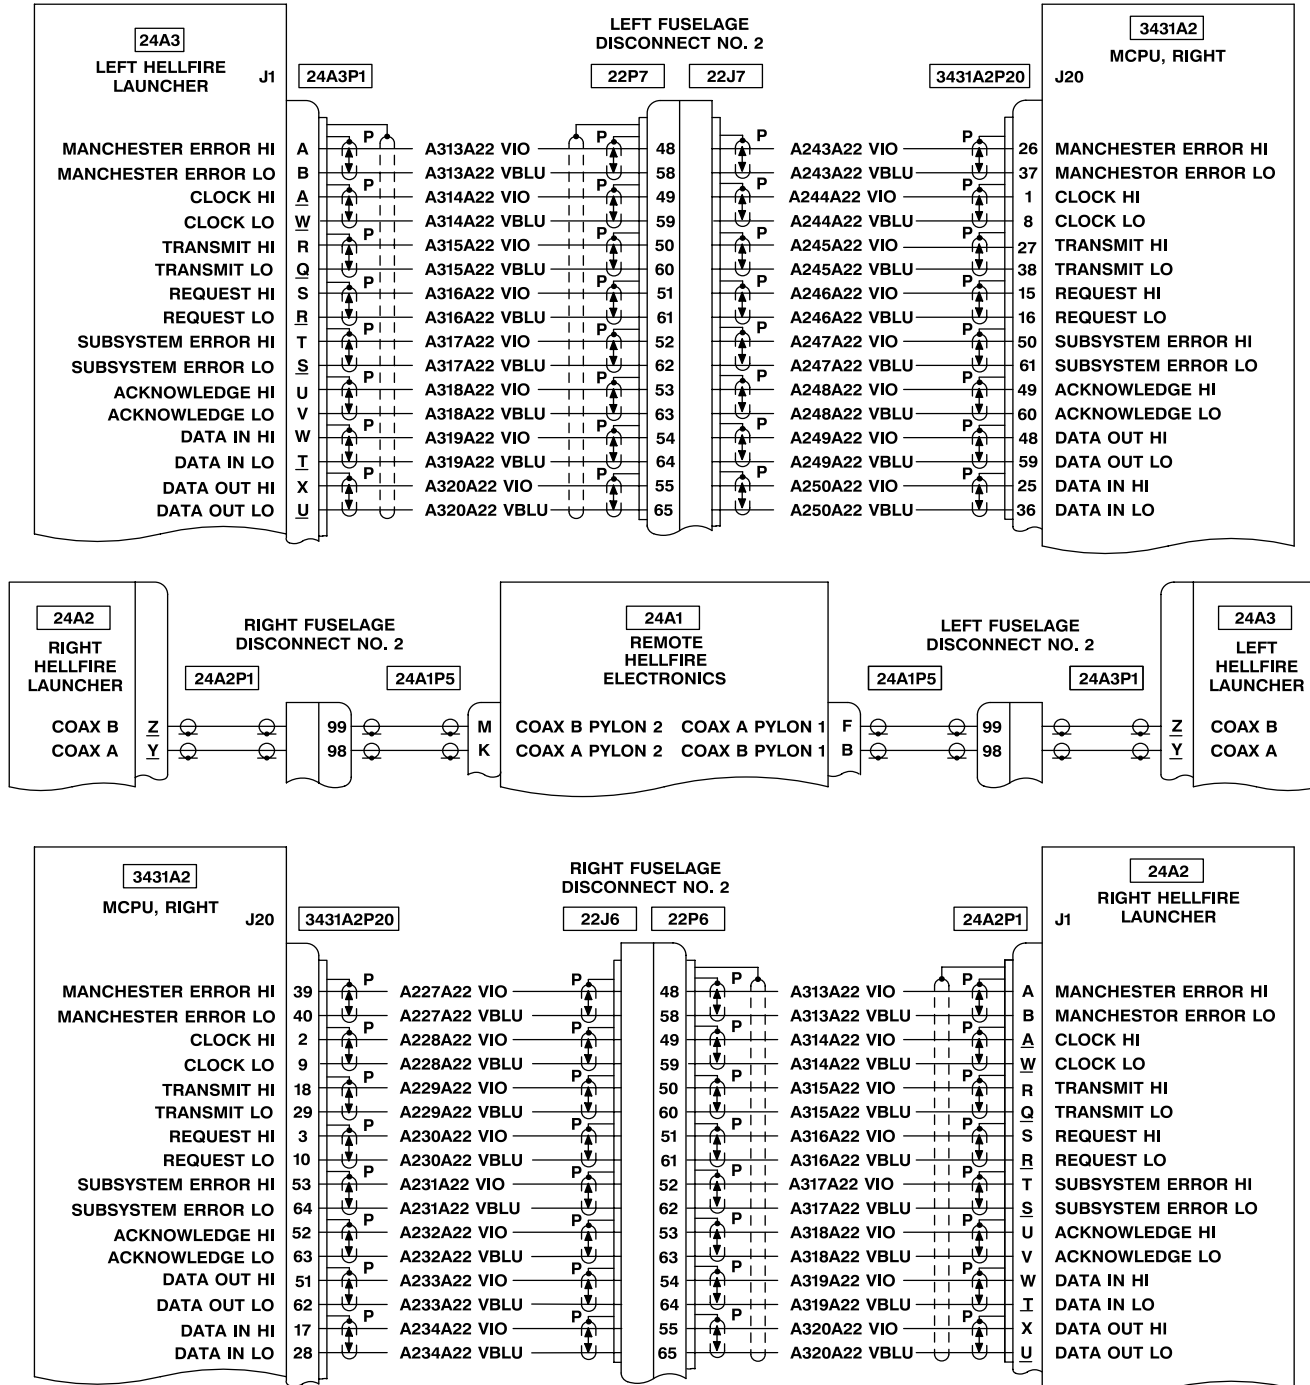 LEFT FUSELAGE
DISCONNECT NO. 2
24A3
3431A2
LEFT HELLFIRE
LAUNCHER
MCPU, RIGHT
J1 24A3P1 22P7 22J7 3431A2P20 J20
MANCHESTER ERROR HI A P A313A22 VIO P 48 P A243A22 VIO P 26 MANCHESTER ERROR HI
MANCHESTER ERROR LO B A313A22 VBLU 58 A243A22 VBLU 37 MANCHESTOR ERROR LO
CLOCK HI A P A314A22 VIO P 49 P A244A22 VIO P 1 CLOCK HI
CLOCK LO W A314A22 VBLU 59 A244A22 VBLU 8 CLOCK LO
TRANSMIT HI R P A315A22 VIO P 50 P A245A22 VIO P 27 TRANSMIT HI
TRANSMIT LO Q A315A22 VBLU 60 A245A22 VBLU 38 TRANSMIT LO
REQUEST HI S P A316A22 VIO P 51 P A246A22 VIO P 15 REQUEST HI
REQUEST LO R A316A22 VBLU 61 A246A22 VBLU 16 REQUEST LO
SUBSYSTEM ERROR HI T P A317A22 VIO P 52 P A247A22 VIO P 50 SUBSYSTEM ERROR HI
SUBSYSTEM ERROR LO S A317A22 VBLU 62 A247A22 VBLU 61 SUBSYSTEM ERROR LO
ACKNOWLEDGE HI U P A318A22 VIO P 53 P A248A22 VIO P 49 ACKNOWLEDGE HI
ACKNOWLEDGE LO V A318A22 VBLU 63 A248A22 VBLU 60 ACKNOWLEDGE LO
DATA IN HI W P A319A22 VIO P 54 P A249A22 VIO P 48 DATA OUT HI
DATA IN LO T A319A22 VBLU 64 A249A22 VBLU 59 DATA OUT LO
DATA OUT HI X P A320A22 VIO P 55 P A250A22 VIO P 25 DATA IN HI
DATA OUT LO U A320A22 VBLU 65 A250A22 VBLU 36 DATA IN LO
24A2
RIGHT
HELLFIRE
LAUNCHER
RIGHT FUSELAGE
DISCONNECT NO. 2
24A2P1 24A1P5
24A1
REMOTE
HELLFIRE
ELECTRONICS
LEFT FUSELAGE
DISCONNECT NO. 2
24A1P5 24A3P1
24A3
LEFT
HELLFIRE
LAUNCHER
COAX B Z 99 M COAX B PYLON 2 COAX A PYLON 1 F 99 Z COAX B
COAX A Y 98 K COAX A PYLON 2 COAX B PYLON 1 B 98 Y COAX A
RIGHT FUSELAGE
DISCONNECT NO. 2
3431A2
24A2
MCPU, RIGHT
RIGHT HELLFIRE
LAUNCHER
J20 3431A2P20 22J6 22P6 24A2P1 J1
MANCHESTER ERROR HI 39 P A227A22 VIO P 48 P A313A22 VIO P A MANCHESTER ERROR HI
MANCHESTER ERROR LO 40 A227A22 VBLU 58 A313A22 VBLU B MANCHESTOR ERROR LO
CLOCK HI 2 P A228A22 VIO P 49 P A314A22 VIO P A CLOCK HI
CLOCK LO 9 A228A22 VBLU 59 A314A22 VBLU W CLOCK LO
TRANSMIT HI 18 P A229A22 VIO P 50 P A315A22 VIO P R TRANSMIT HI
TRANSMIT LO 29 A229A22 VBLU 60 A315A22 VBLU Q TRANSMIT LO
REQUEST HI 3 P A230A22 VIO P 51 P A316A22 VIO P S REQUEST HI
REQUEST LO 10 A230A22 VBLU 61 A316A22 VBLU R REQUEST LO
SUBSYSTEM ERROR HI 53 P A231A22 VIO P 52 P A317A22 VIO P T SUBSYSTEM ERROR HI
SUBSYSTEM ERROR LO 64 A231A22 VBLU 62 A317A22 VBLU S SUBSYSTEM ERROR LO
ACKNOWLEDGE HI 52 P A232A22 VIO P 53 P A318A22 VIO P U ACKNOWLEDGE HI
ACKNOWLEDGE LO 63 A232A22 VBLU 63 A318A22 VBLU V ACKNOWLEDGE LO
DATA OUT HI 51 P A233A22 VIO P 54 P A319A22 VIO P W DATA IN HI
DATA OUT LO 62 A233A22 VBLU 64 A319A22 VBLU T DATA IN LO
DATA IN HI 17 P A234A22 VIO P 55 P A320A22 VIO P X DATA OUT HI
DATA IN LO 28 A234A22 VBLU 65 A320A22 VBLU U DATA OUT LO